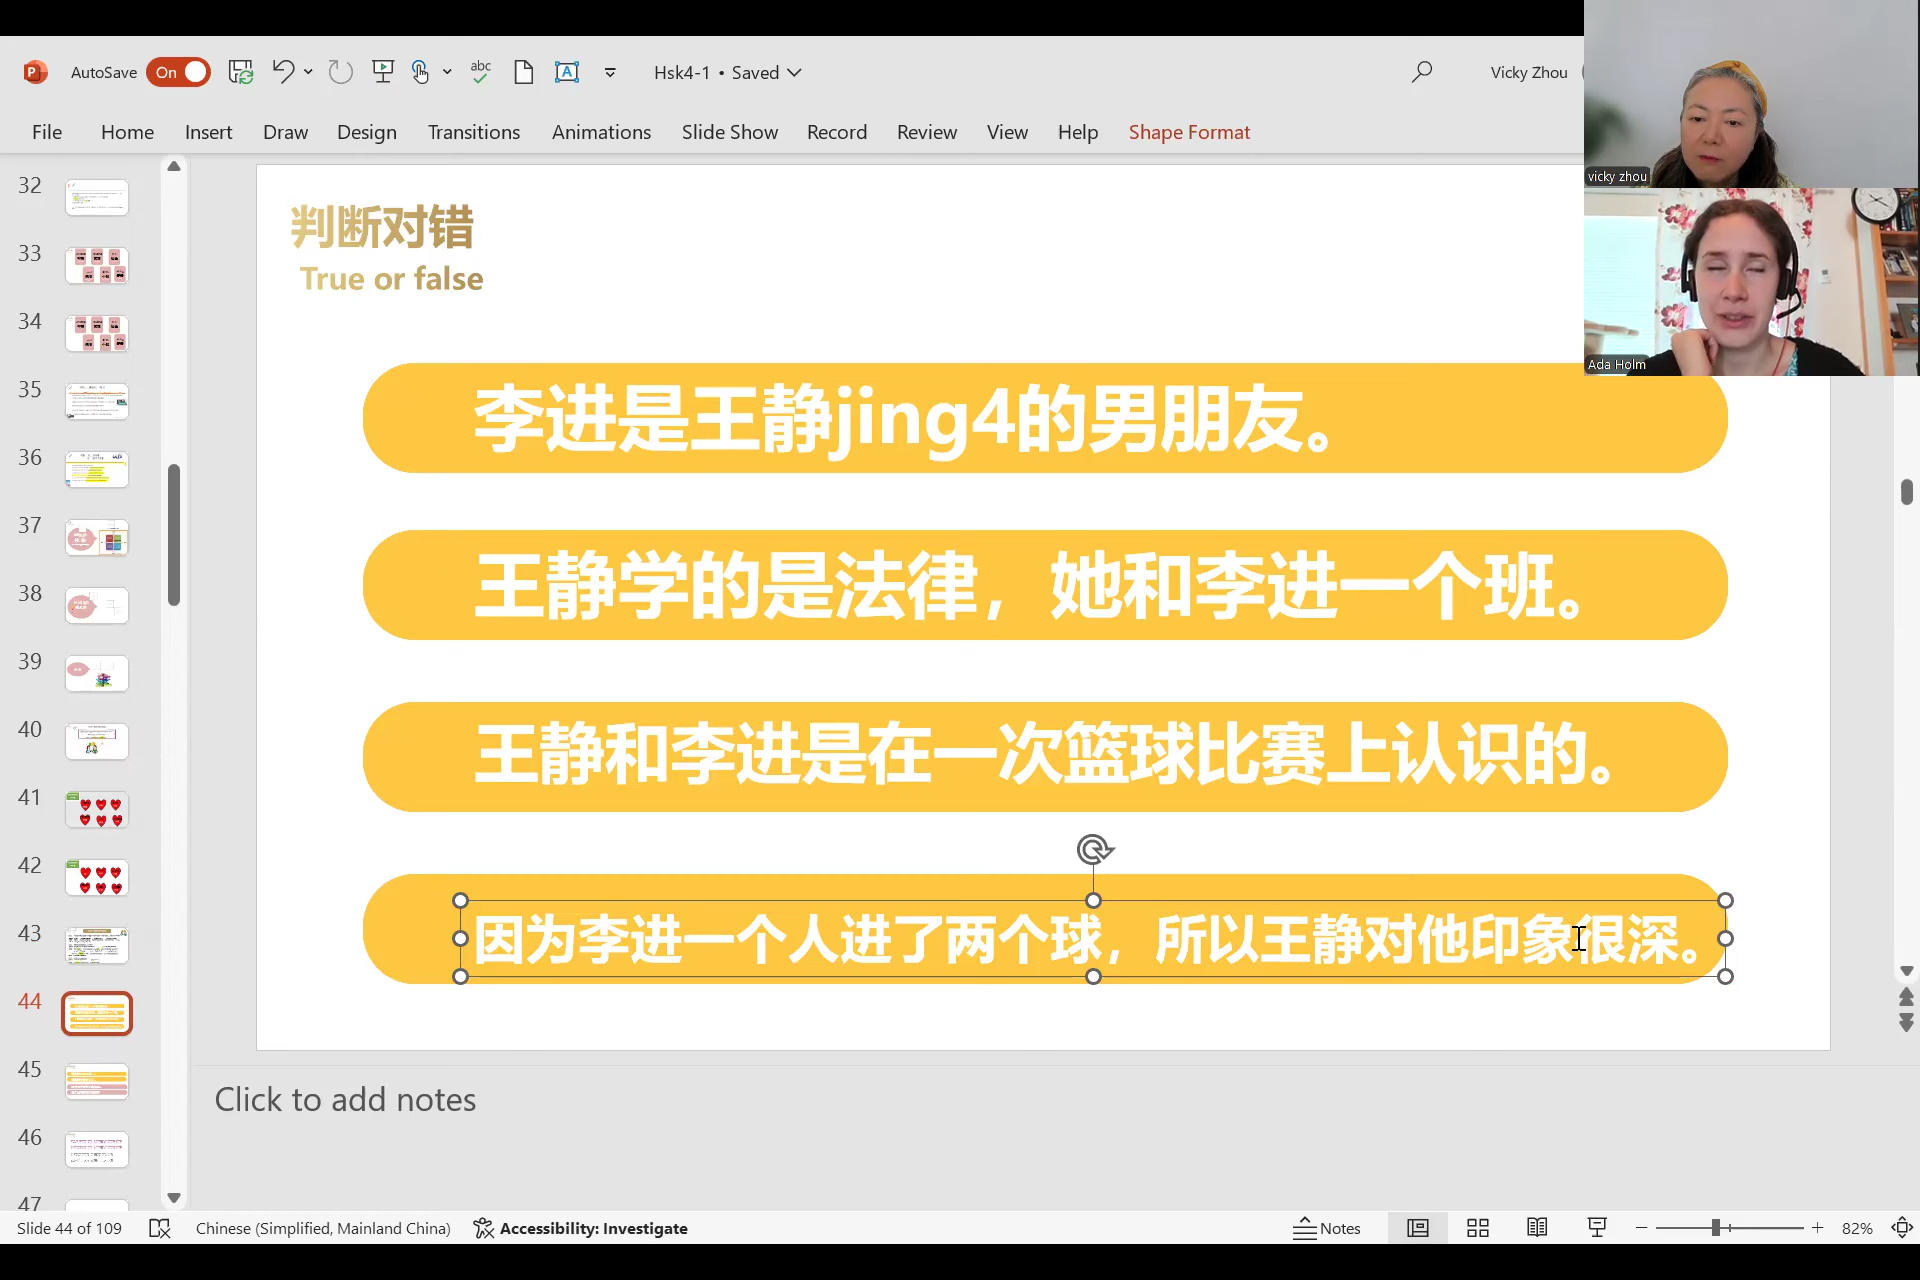 AutoSave
On
Hsk4-1 • Saved
Vicky Zhou
File
Home
Insert
Draw
Design
Transitions
Animations
Slide Show
Record
Review
View
Help
Shape Format
vicky zhou
Ada Holm
32
33
34
35
36
37
38
39
40
41
42
43
44
45
46
47
判断对错
True or false
李进是王静jing4的男朋友。
王静学的是法律，她和李进一个班。
王静和李进是在一次篮球比赛上认识的。
因为李进一个人进了两个球，所以王静对他印象很深。
Click to add notes
Slide 44 of 109
Chinese (Simplified, Mainland China)
Accessibility: Investigate
Notes
82%